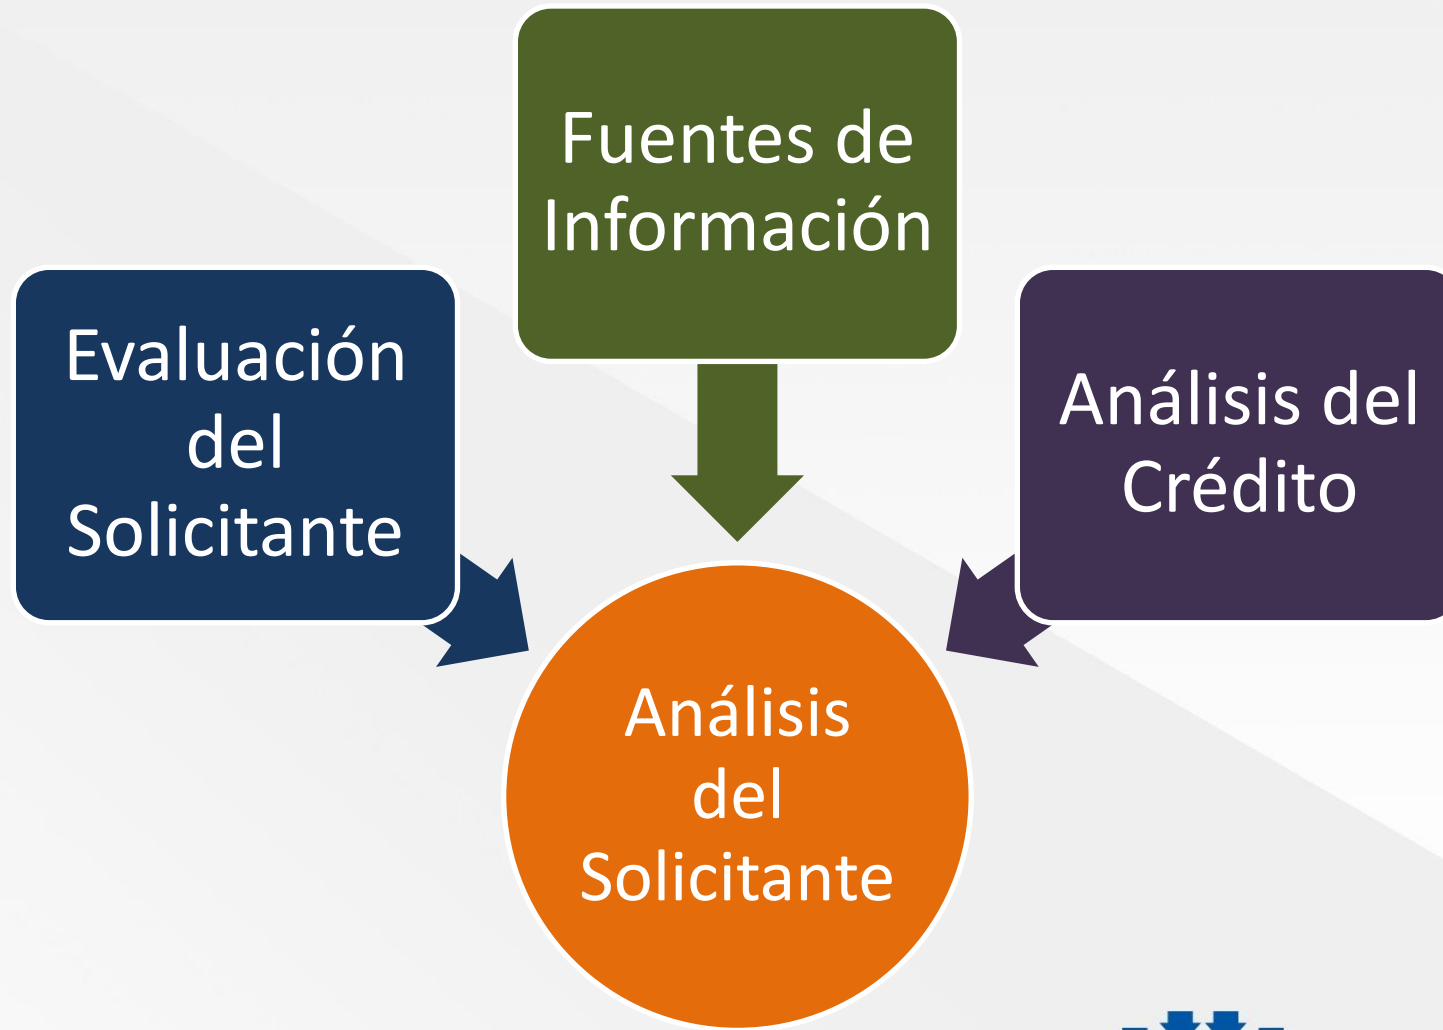 Fuentes de
Información
Evaluación
del
Solicitante
Análisis del
Crédito
Análisis
del
Solicitante